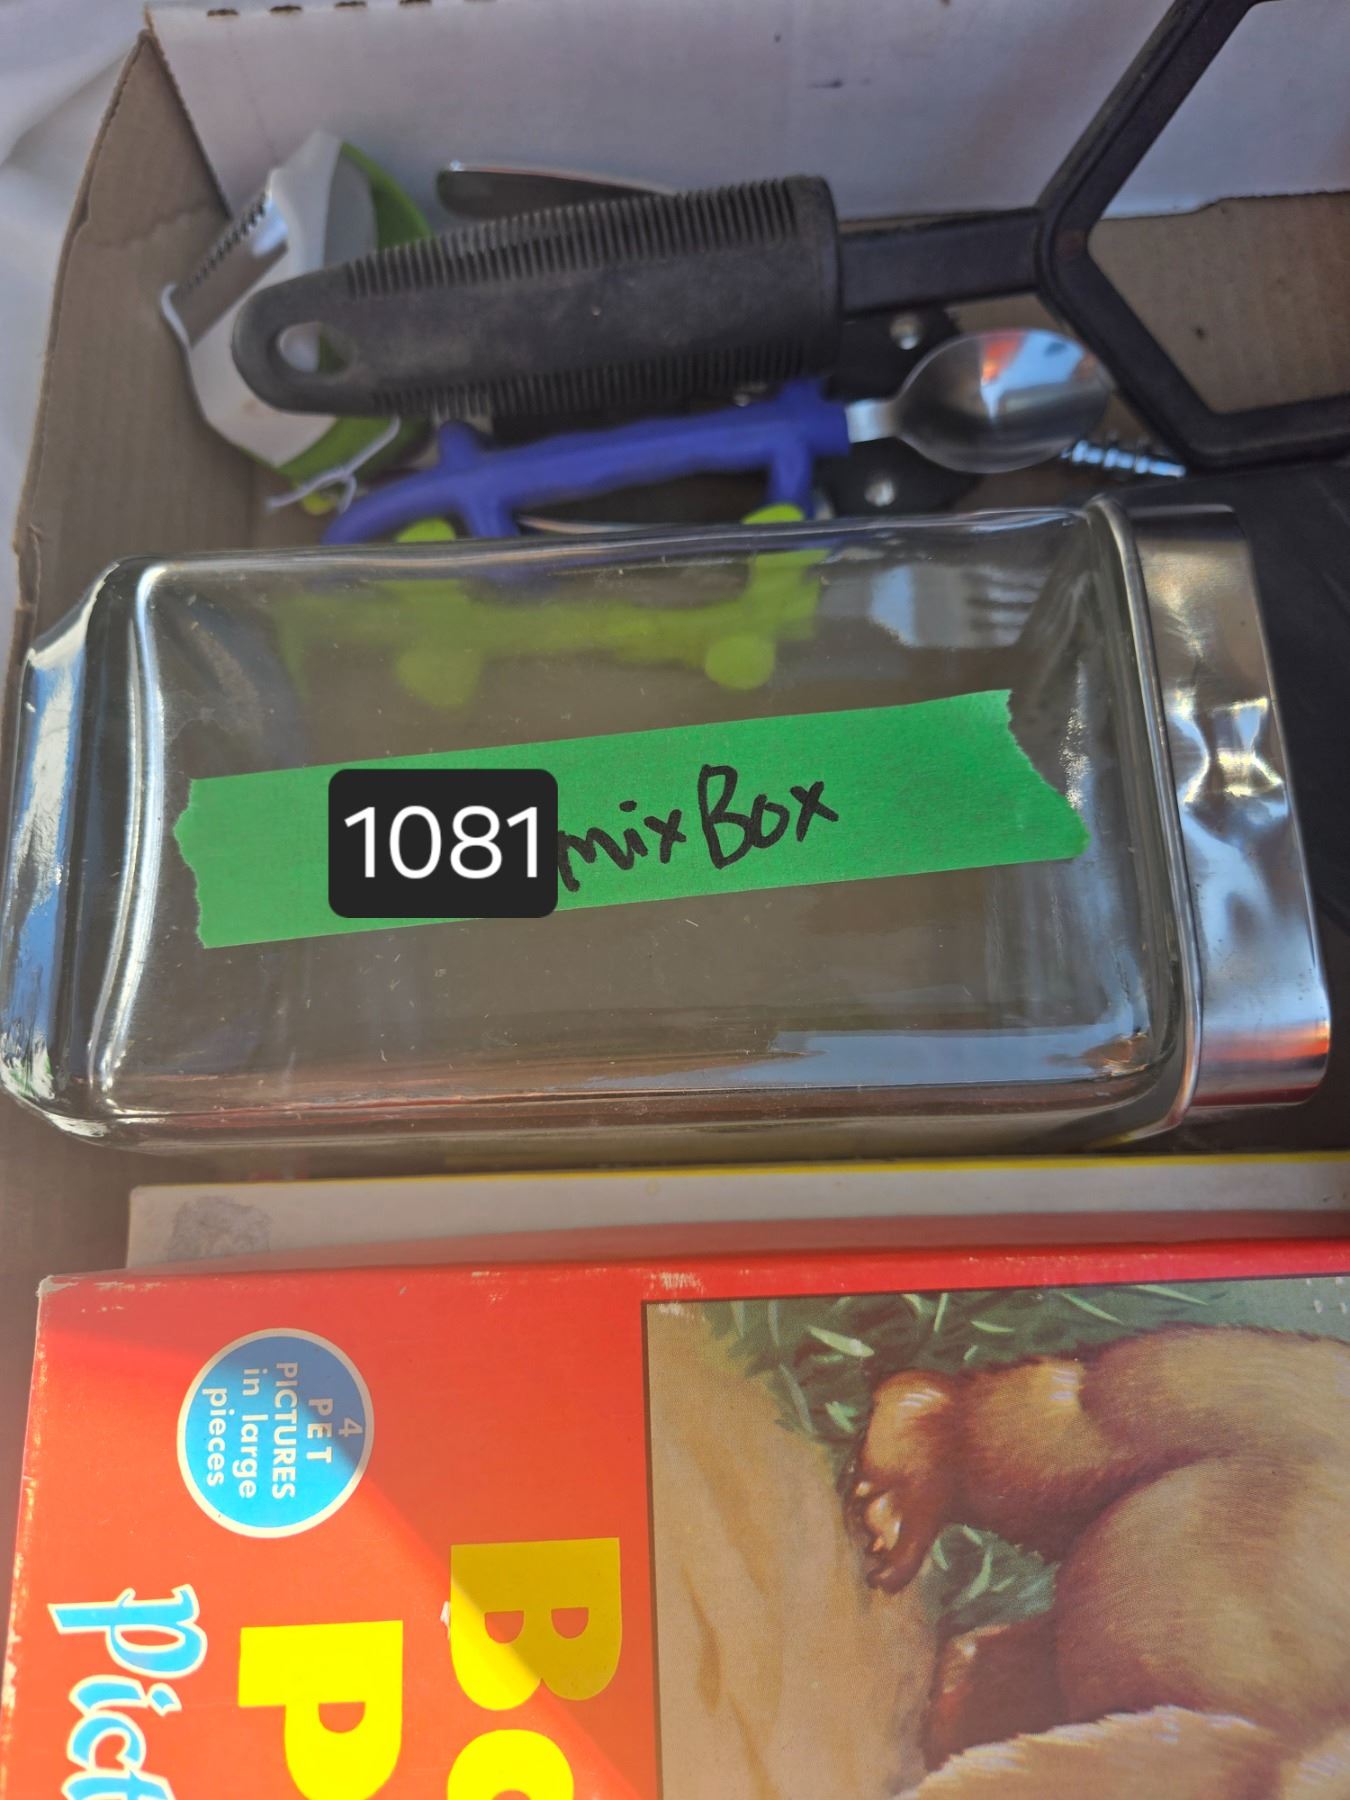 1081 mix Box
4
PET
PICTURES
in large
pieces